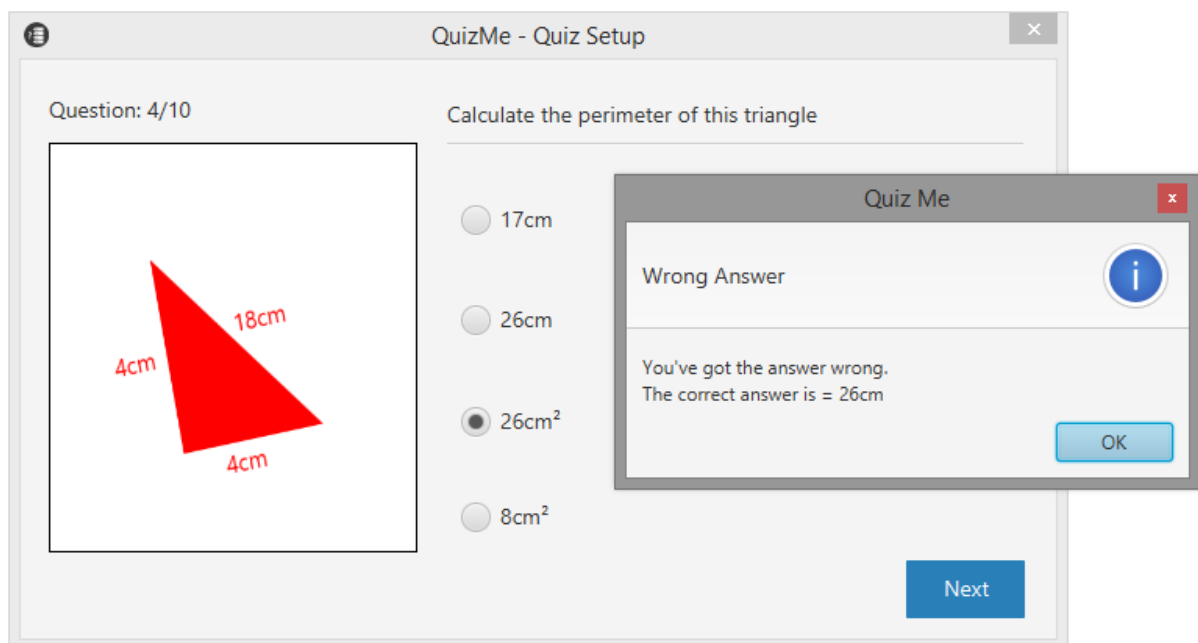 QuizMe - Quiz Setup
Question: 4/10
Calculate the perimeter of this triangle
18cm
4cm
4cm
17cm
26cm
26cm²
8cm²
Quiz Me
Wrong Answer
You've got the answer wrong.
The correct answer is = 26cm
OK
Next